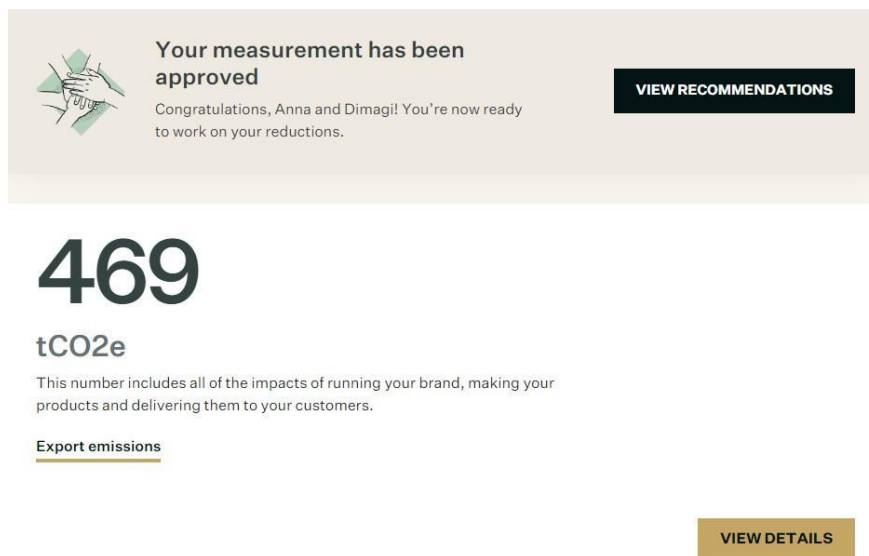 Your measurement has been
approved
Congratulations, Anna and Dimagi! You're now ready
to work on your reductions.
VIEW RECOMMENDATIONS
469
tCO2e
This number includes all of the impacts of running your brand, making your
products and delivering them to your customers.
Export emissions
VIEW DETAILS